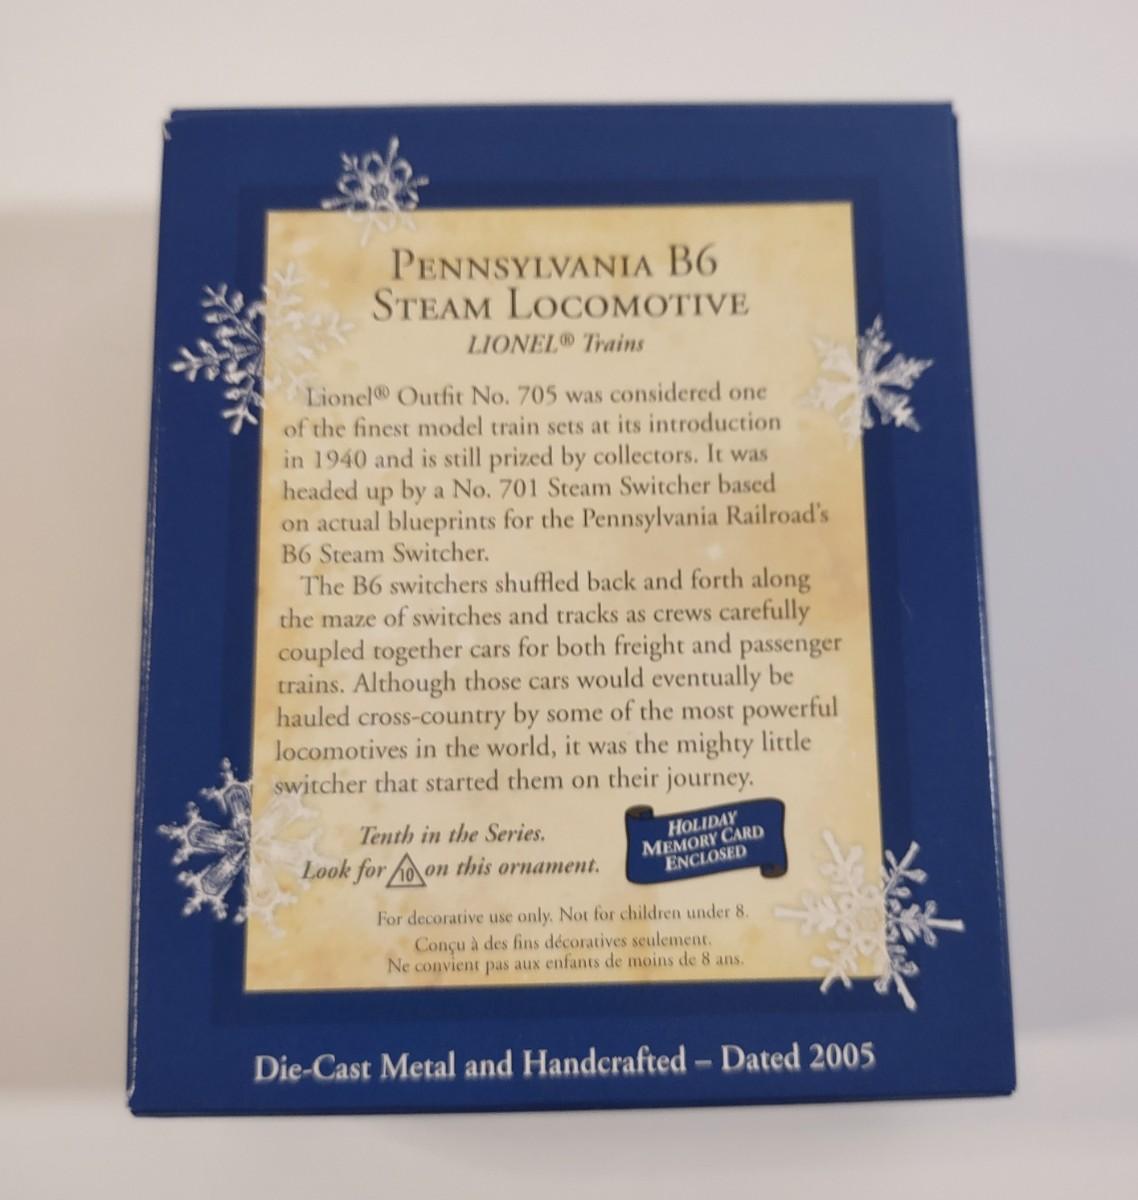 PENNSYLVANIA B6
STEAM LOCOMOTIVE
LIONEL® Trains
Lionel® Outfit No. 705 was considered one
of the finest model train sets at its introduction
in 1940 and is still prized by collectors. It was
headed up by a No. 701 Steam Switcher based
on actual blueprints for the Pennsylvania Railroad's
B6 Steam Switcher.
The B6 switchers shuffled back and forth along
the maze of switches and tracks as crews carefully
coupled together cars for both freight and passenger
trains. Although those cars would eventually be
hauled cross-country by some of the most powerful
locomotives in the world, it was the mighty little
switcher that started them on their journey.
Tenth in the Series.
Look for 10 on this ornament.
HOLIDAY
MEMORY CARD
ENCLOSED
For decorative use only. Not for children under 8.
Conçu à des fins décoratives seulement.
Ne convient pas aux enfants de moins de 8 ans.
Die-Cast Metal and Handcrafted – Dated 2005